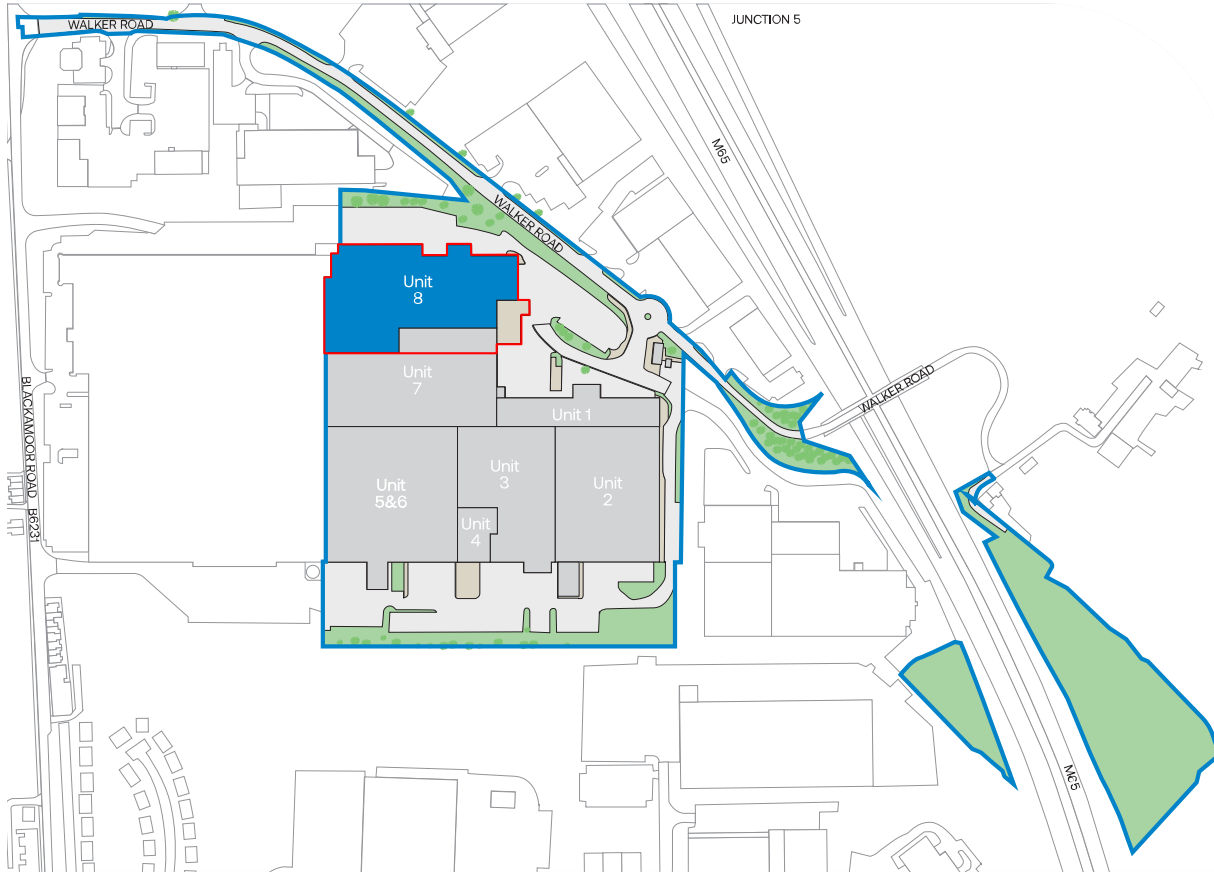 WALKER ROAD
JUNCTION 5
M65
WALKER ROAD
Unit
8
WALKER ROAD
Unit
7
Unit 1
BLACKAMOOR ROAD B6231
Unit
5&6
Unit
3
Unit
2
Unit
4
M65